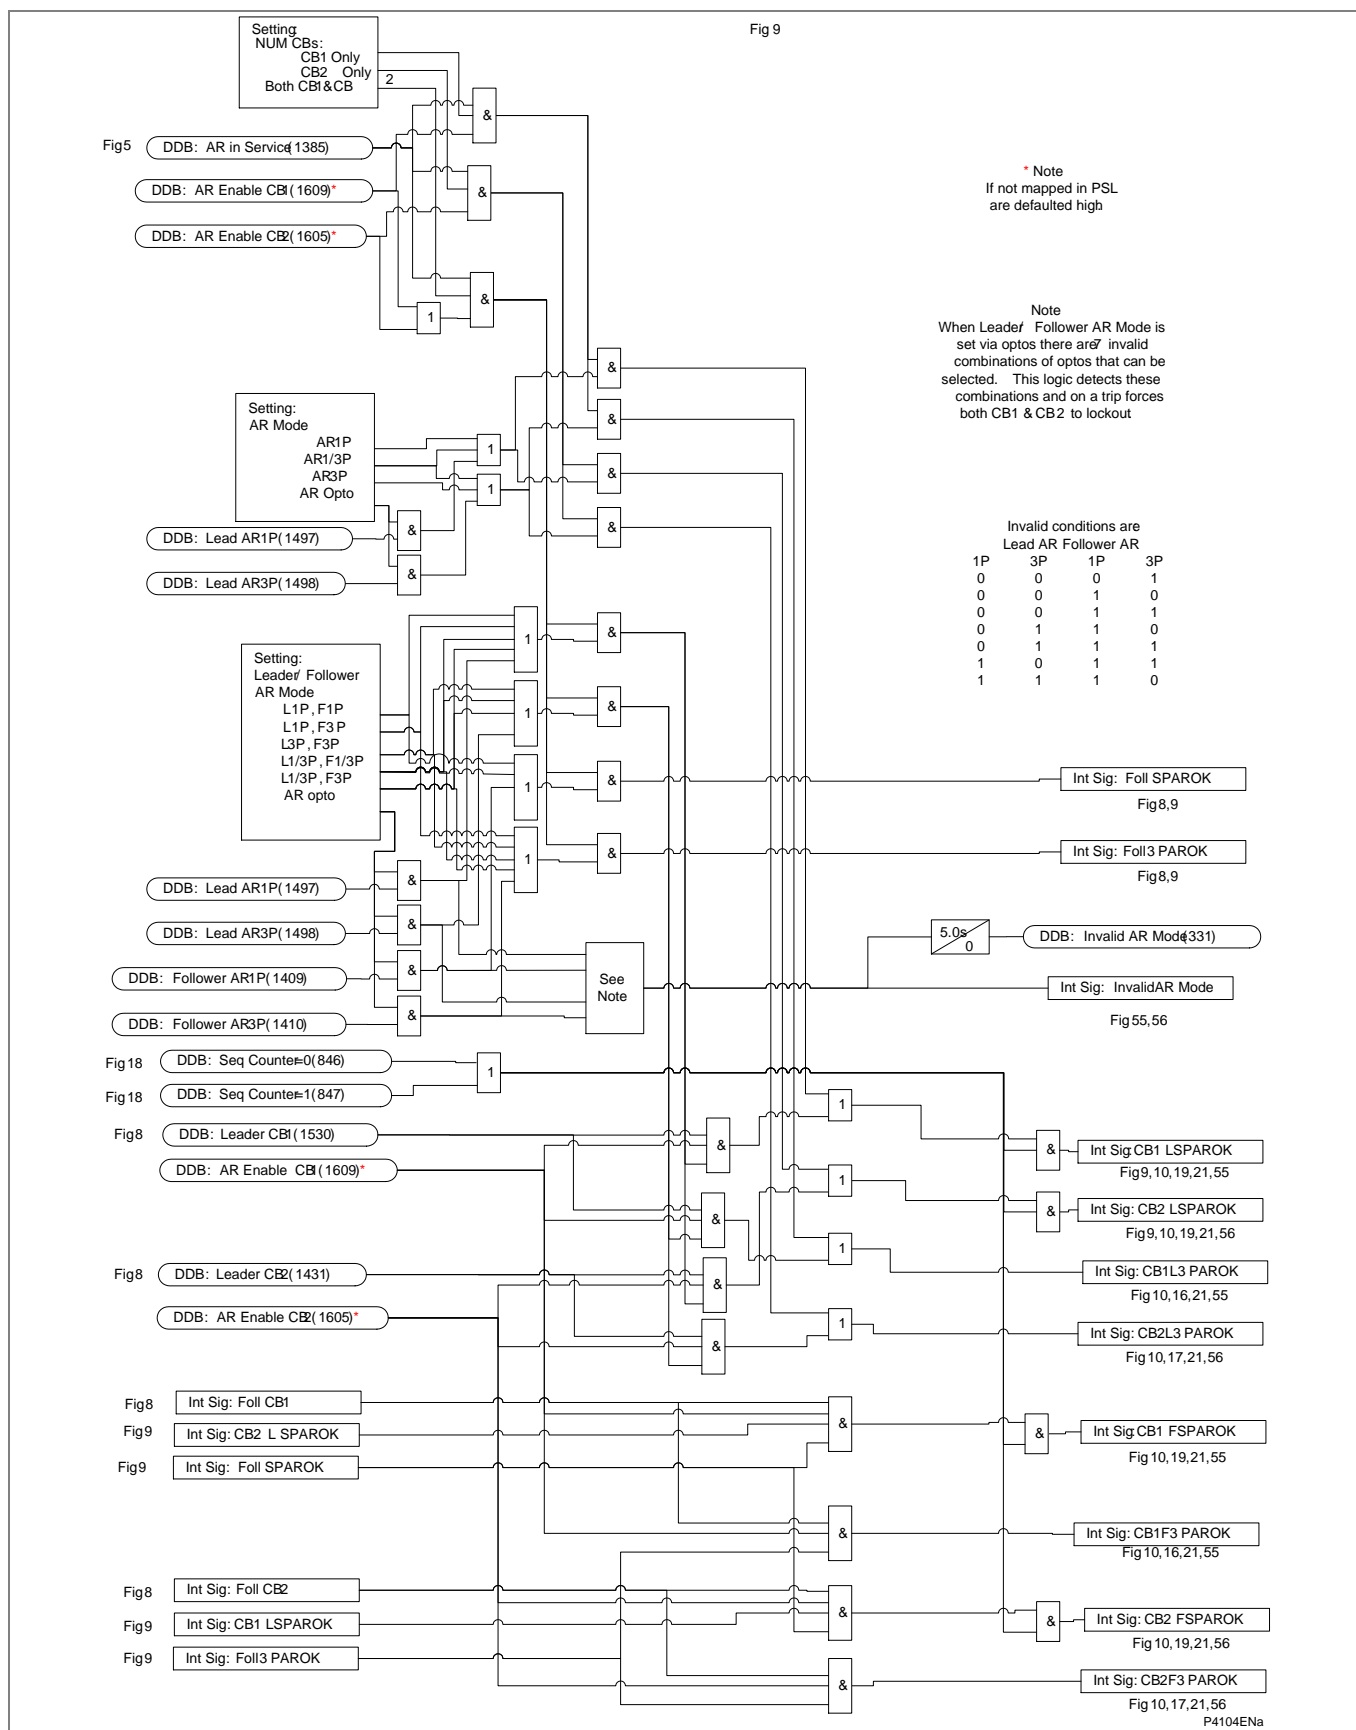 Fig 9
Setting:
NUM CBs:
CB1 Only
CB2 Only
Both CB1 & CB 2
&
Fig 5
DDB: AR in Service(1385)
DDB: AR Enable CB1(1609)*
&
DDB: AR Enable CB2(1605)*
&
1
* Note
If not mapped in PSL
are defaulted high
Note
When Leader/ Follower AR Mode is
set via optos there are 7 invalid
combinations of optos that can be
selected. This logic detects these
combinations and on a trip forces
both CB1 & CB2 to lockout
&
&
&
&
Setting:
AR Mode
AR1P
AR1/3P
AR3P
AR Opto
1
1
&
&
DDB: Lead AR1P(1497)
DDB: Lead AR3P(1498)
Invalid conditions are
Lead AR Follower AR
1P 3P 1P 3P
0 0 0 1
0 0 1 0
0 0 1 1
0 1 1 0
0 1 1 1
1 0 1 1
1 1 1 0
Setting:
Leader/ Follower
AR Mode
L1P, F1P
L1P, F3P
L3P, F3P
L1/3P, F1/3P
L1/3P, F3P
AR opto
1
&
1
&
1
&
Int Sig: Foll SPAROK
Fig 8,9
1
&
Int Sig: Foll3 PAROK
Fig 8,9
DDB: Lead AR1P(1497)
&
DDB: Lead AR3P(1498)
&
DDB: Follower AR1P(1409)
&
DDB: Follower AR3P(1410)
&
See
Note
5.0s
0
DDB: Invalid AR Mode(331)
Int Sig: InvalidAR Mode
Fig 55,56
Fig 18
DDB: Seq Counter=0(846)
1
Fig 18
DDB: Seq Counter=1(847)
Fig 8
DDB: Leader CB1(1530)
&
1
&
Int Sig: CB1 LSPAROK
Fig 9,10,19,21,55
DDB: AR Enable CB1(1609)*
&
1
&
Int Sig: CB2 LSPAROK
Fig 9,10,19,21,56
1
Int Sig: CB1L3 PAROK
Fig 10,16,21,55
Fig 8
DDB: Leader CB2(1431)
&
DDB: AR Enable CB2(1605)*
&
1
Int Sig: CB2L3 PAROK
Fig 10,17,21,56
Fig 8
Int Sig: Foll CB1
Fig 9
Int Sig: CB2 L SPAROK
&
&
Int Sig: CB1 FSPAROK
Fig 10,19,21,55
Fig 9
Int Sig: Foll SPAROK
&
Int Sig: CB1F3 PAROK
Fig 10,16,21,55
Fig 8
Int Sig: Foll CB2
Fig 9
Int Sig: CB1 LSPAROK
&
&
Int Sig: CB2 FSPAROK
Fig 10,19,21,56
Fig 9
Int Sig: Foll3 PAROK
&
Int Sig: CB2F3 PAROK
Fig 10,17,21,56
P4104ENa